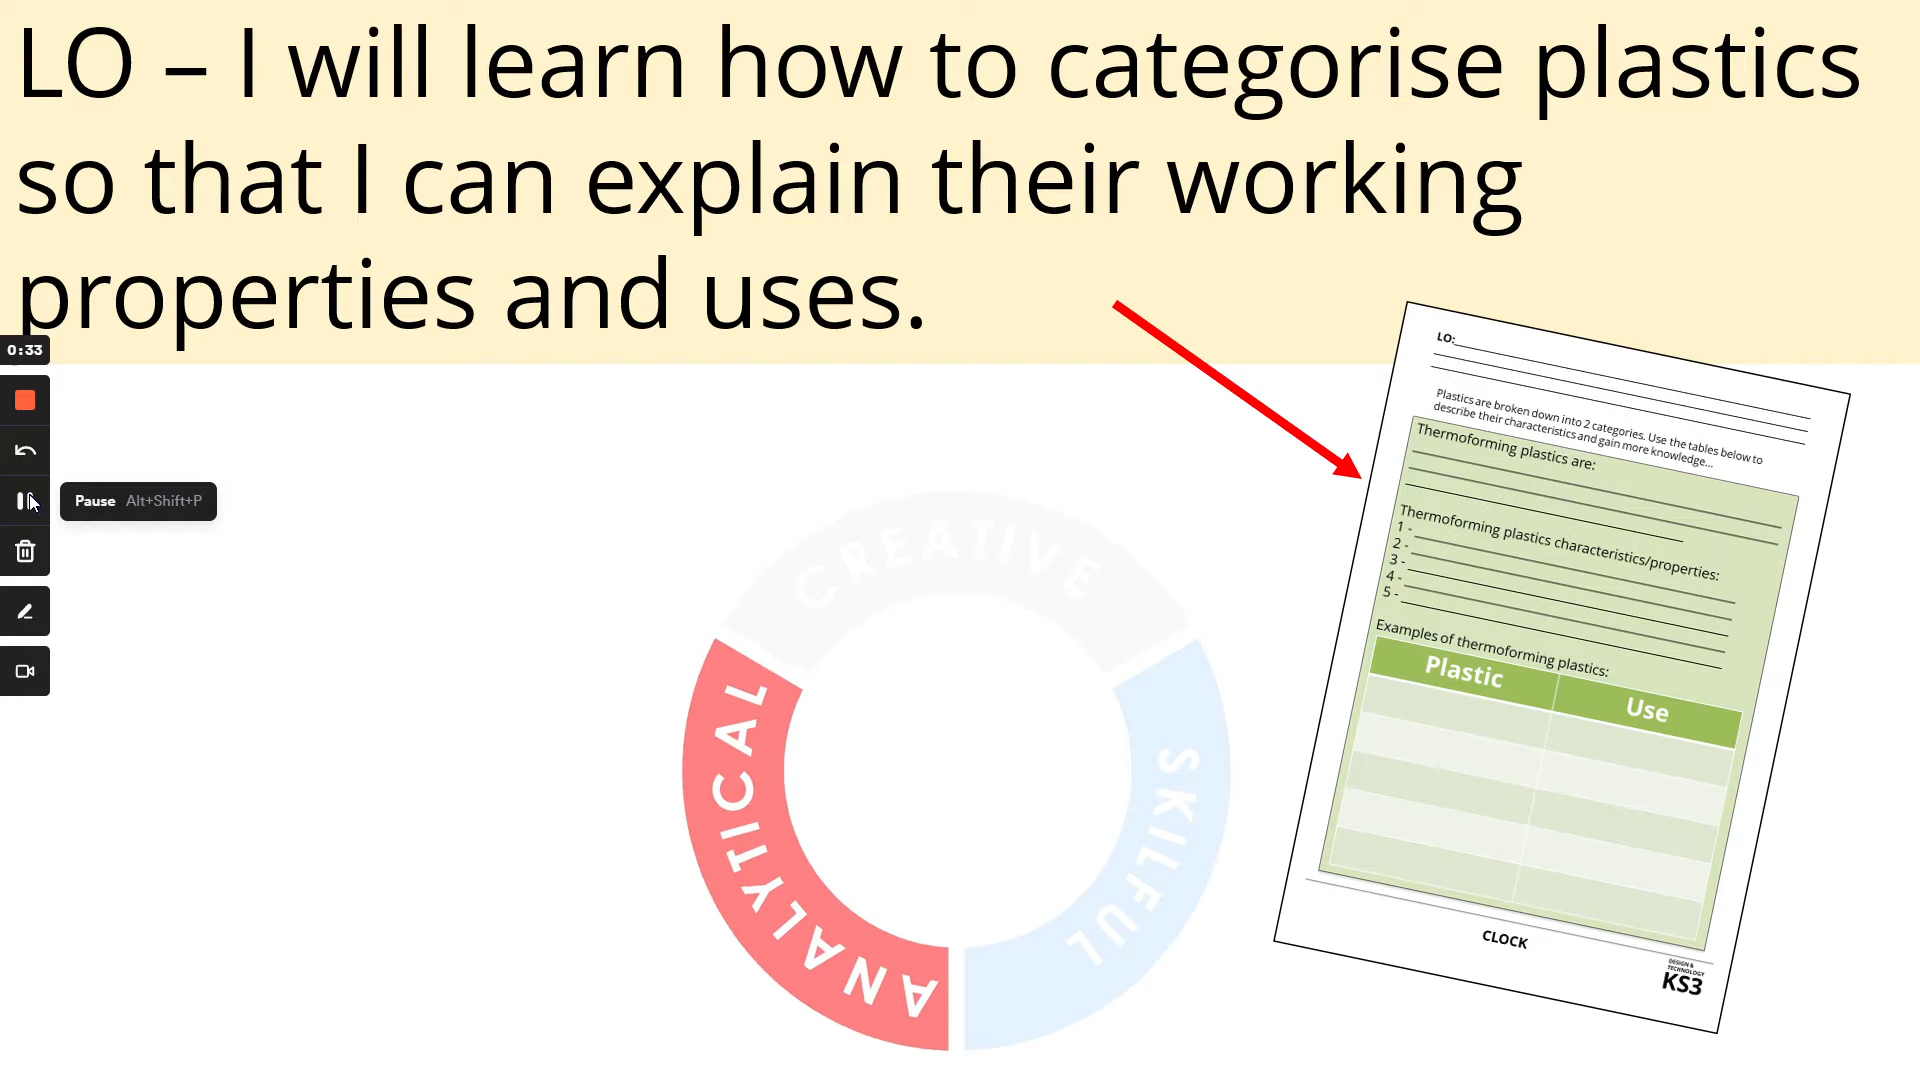 LO – I will learn how to categorise plastics
so that I can explain their working
properties and uses.
0:33
Pause Alt+Shift+P
CREATIVE
ANALYTICAL
SKILFUL
LO:
Plastics are broken down into 2 categories. Use the tables below to
describe their characteristics and gain more knowledge...
Thermoforming plastics are:
Thermoforming plastics characteristics/properties:
1 -
2 -
3 -
4 -
5 -
Examples of thermoforming plastics:
Plastic Use
CLOCK
DESIGN &
TECHNOLOGY
KS3